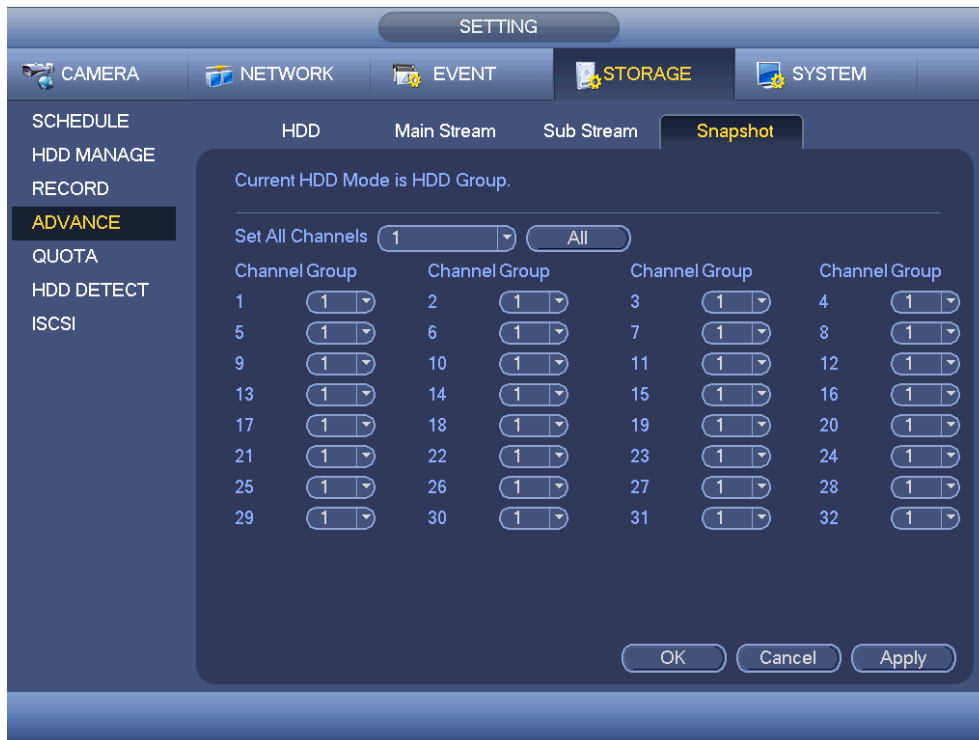 SETTING
CAMERA NETWORK EVENT STORAGE SYSTEM
SCHEDULE
HDD MANAGE
RECORD
ADVANCE
QUOTA
HDD DETECT
ISCSI
HDD Main Stream Sub Stream Snapshot
Current HDD Mode is HDD Group.
Set All Channels 1 All
Channel Group Channel Group Channel Group Channel Group
1 1 2 1 3 1 4 1
5 1 6 1 7 1 8 1
9 1 10 1 11 1 12 1
13 1 14 1 15 1 16 1
17 1 18 1 19 1 20 1
21 1 22 1 23 1 24 1
25 1 26 1 27 1 28 1
29 1 30 1 31 1 32 1
OK Cancel Apply